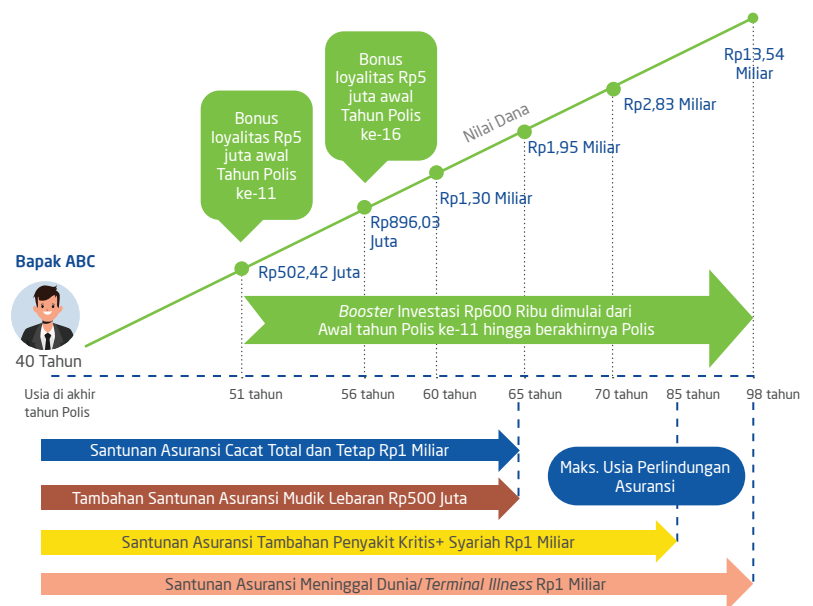 Bonus
loyalitas Rp5
juta awal
Tahun Polis
ke-16
Bonus
loyalitas Rp5
juta awal
Tahun Polis
ke-11
Nilai Dana
Rp13,54
Miliar
Rp2,83 Miliar
Rp1,95 Miliar
Rp1,30 Miliar
Rp896,03
Juta
Rp502,42 Juta
Bapak ABC
40 Tahun
Booster Investasi Rp600 Ribu dimulai dari
Awal tahun Polis ke-11 hingga berakhirnya Polis
Usia di akhir
tahun Polis
51 tahun
56 tahun
60 tahun
65 tahun
70 tahun
85 tahun
98 tahun
Santunan Asuransi Cacat Total dan Tetap Rp1 Miliar
Maks. Usia Perlindungan
Asuransi
Tambahan Santunan Asuransi Mudik Lebaran Rp500 Juta
Santunan Asuransi Tambahan Penyakit Kritis+ Syariah Rp1 Miliar
Santunan Asuransi Meninggal Dunia/Terminal Illness Rp1 Miliar